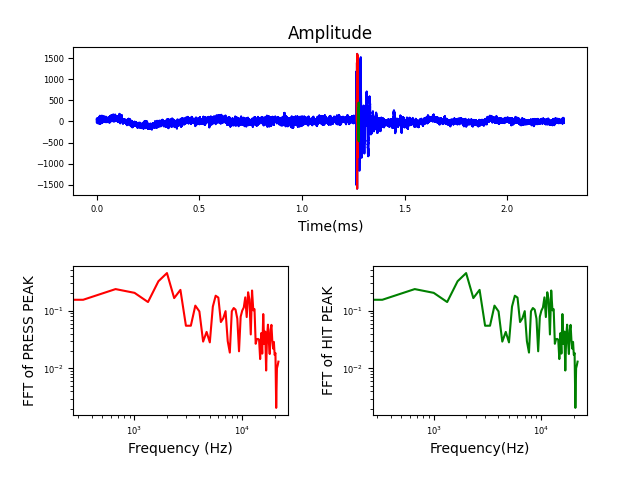 Amplitude
1500
1000
500
0
−500
−1000
−1500
0.0 0.5 1.0 1.5 2.0
Time(ms)
FFT of PRESS PEAK
10⁻¹
10⁻²
10³ 10⁴
Frequency (Hz)
FFT of HIT PEAK
10⁻¹
10⁻²
10³ 10⁴
Frequency(Hz)